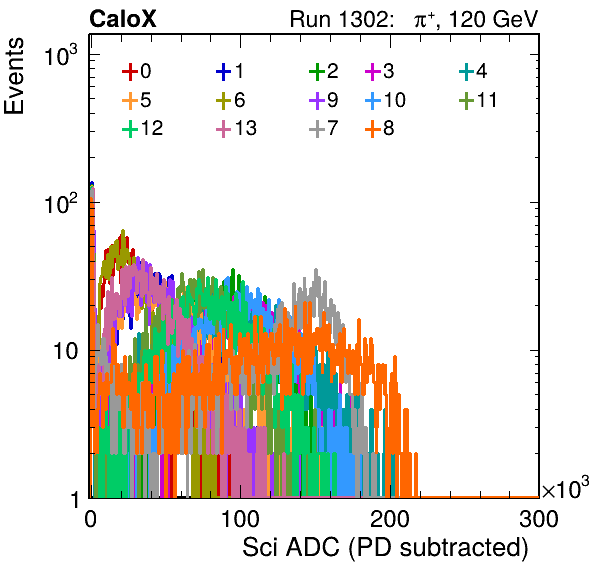 CaloX Run 1302: π⁺, 120 GeV
Events
10³
0 1 2 3 4
5 6 9 10 11
12 13 7 8
10²
10
1
0 100 200 300
×10³
Sci ADC (PD subtracted)